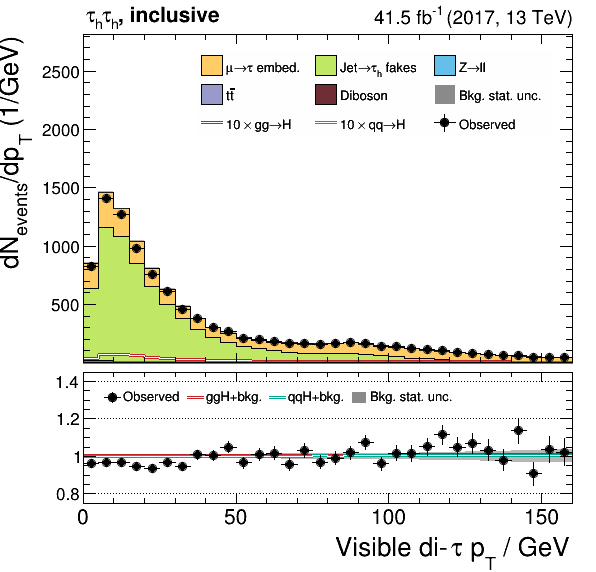 τhτh, inclusive
41.5 fb-1 (2017, 13 TeV)
dNevents/dpT (1/GeV)
2500
2000
1500
1000
500
μ→τ embed.
Jet→τh fakes
Z→ll
tt̄
Diboson
Bkg. stat. unc.
10 × gg→H
10 × qq→H
Observed
1.4
1.2
1
0.8
Observed
ggH+bkg.
qqH+bkg.
Bkg. stat. unc.
0
50
100
150
Visible di-τ pT / GeV